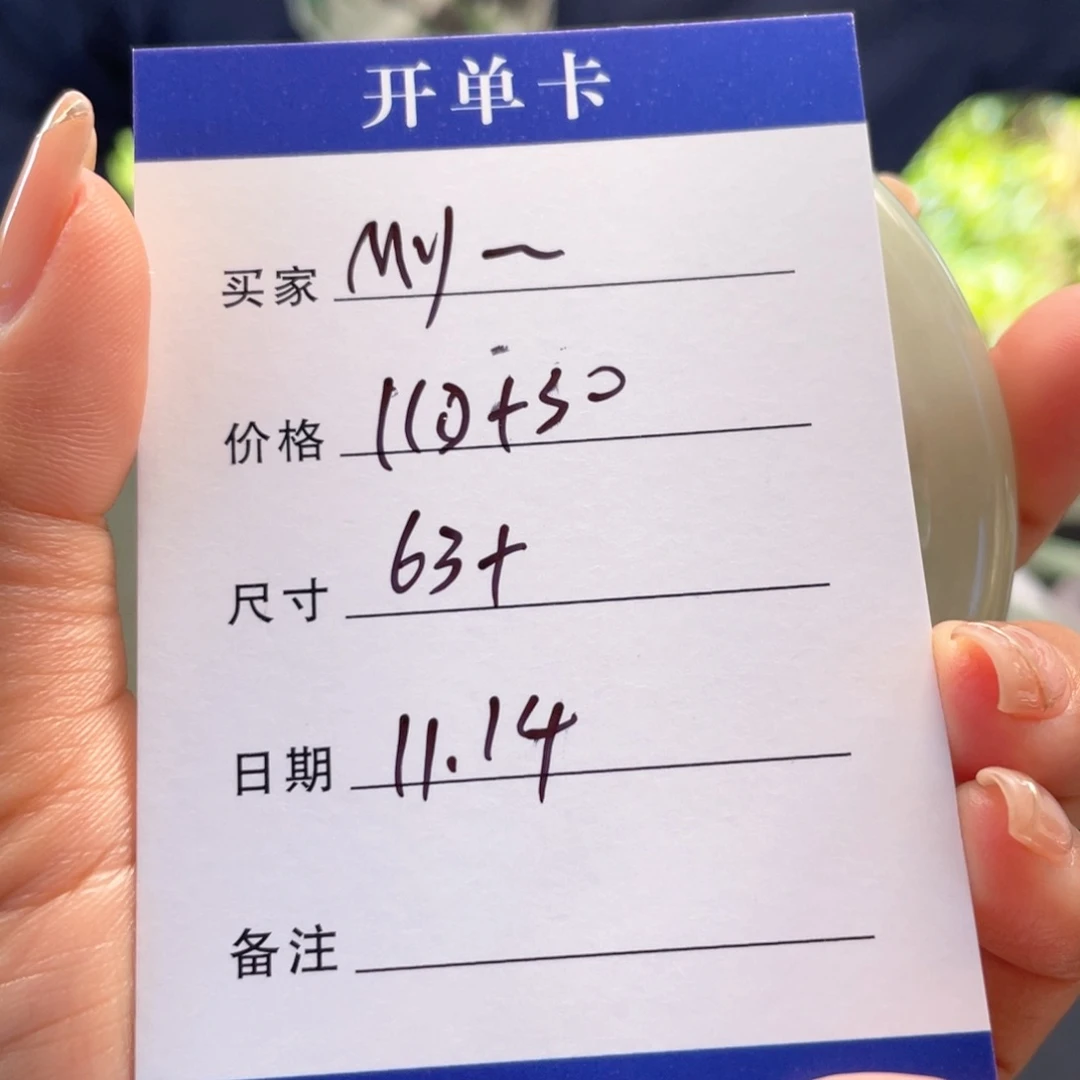 开单卡
买家 My~
价格 110+50
尺寸 63+
日期 11.14
备注